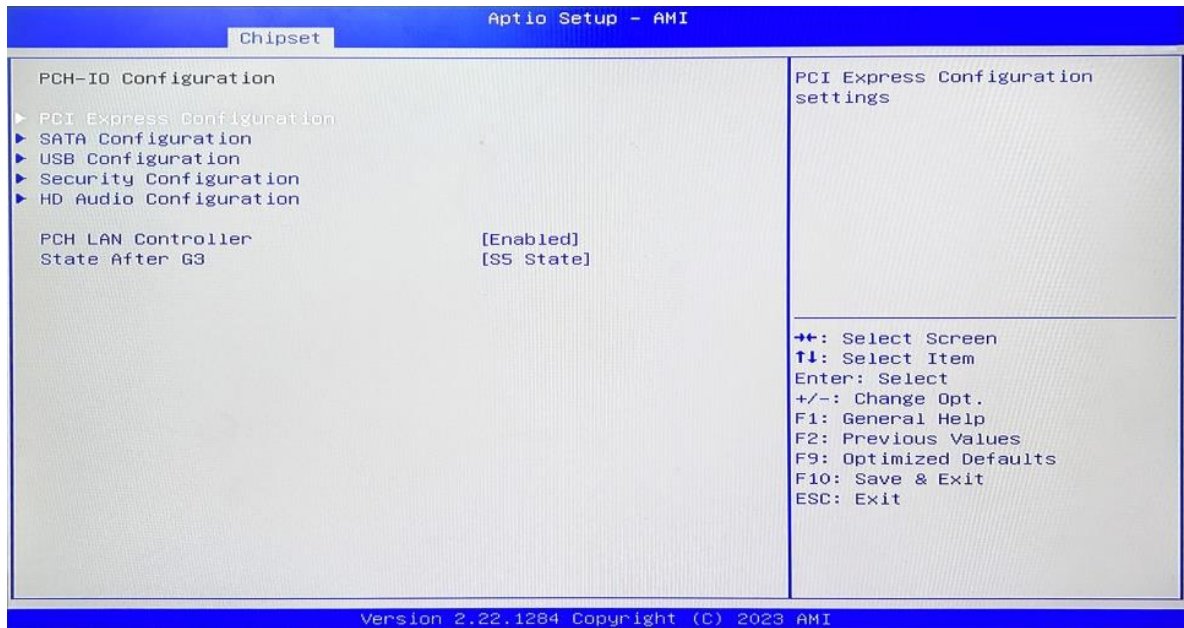 Aptio Setup - AMI
Chipset
PCH-IO Configuration
PCI Express Configuration
SATA Configuration
USB Configuration
Security Configuration
HD Audio Configuration
PCH LAN Controller [Enabled]
State After G3 [S5 State]
PCI Express Configuration
settings
→←: Select Screen
↑↓: Select Item
Enter: Select
+/-: Change Opt.
F1: General Help
F2: Previous Values
F9: Optimized Defaults
F10: Save & Exit
ESC: Exit
Version 2.22.1284 Copyright (C) 2023 AMI